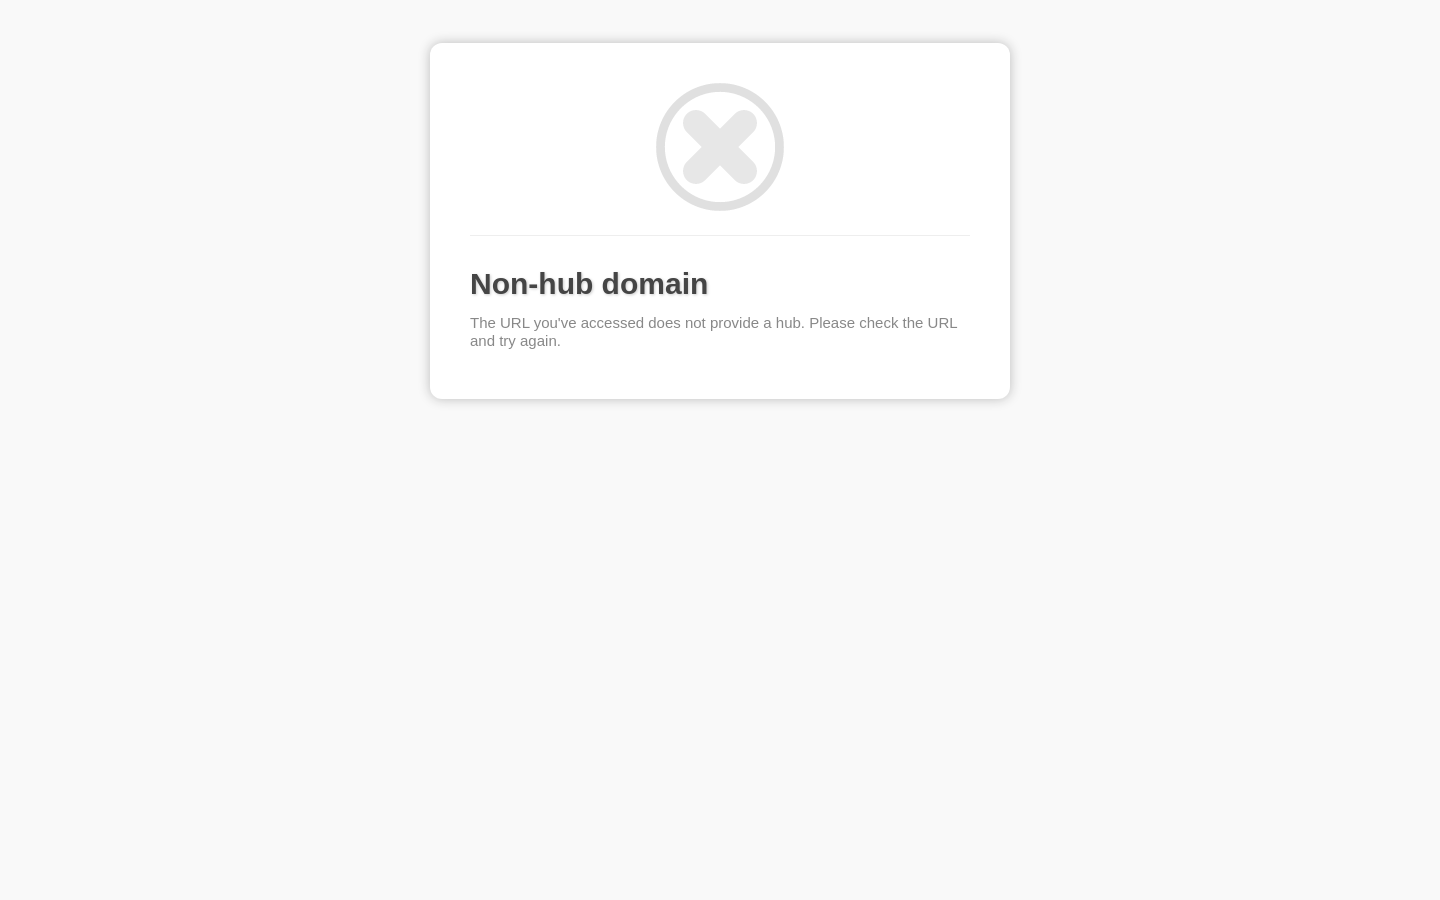 Non-hub domain
The URL you've accessed does not provide a hub. Please check the URL
and try again.